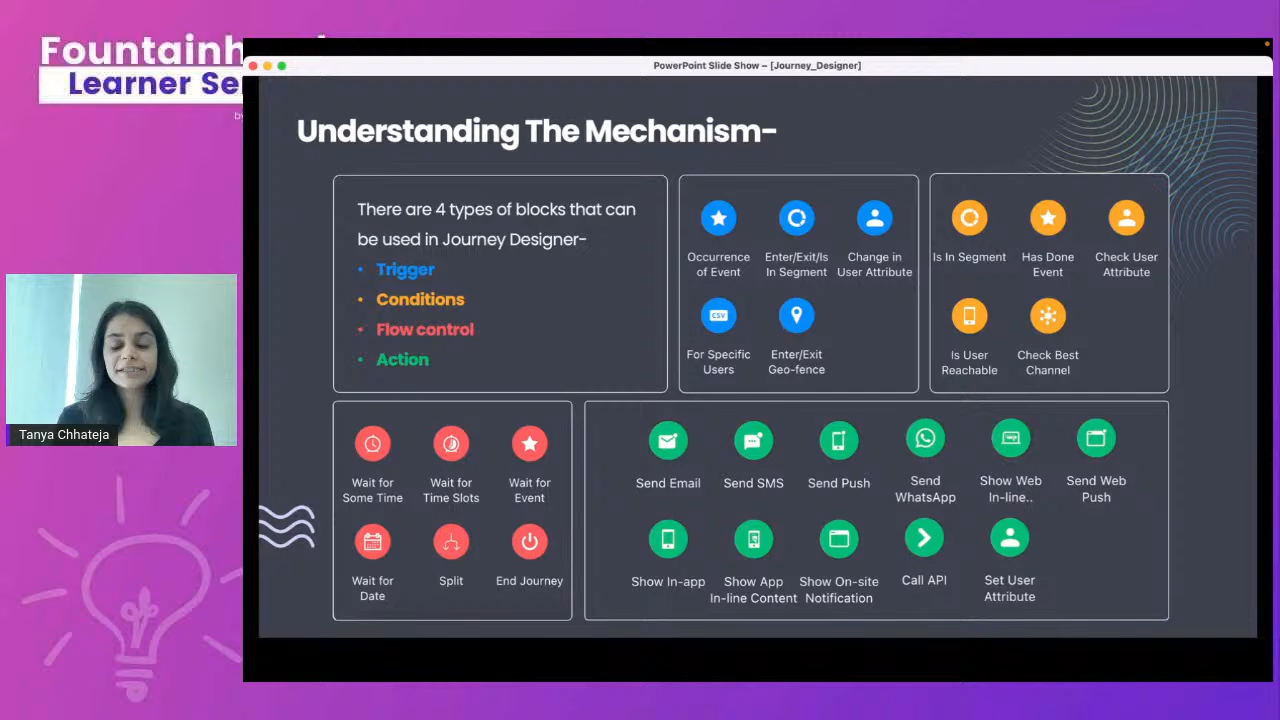 Fountainh
Learner Se
by
PowerPoint Slide Show – [Journey_Designer]
Understanding The Mechanism-
There are 4 types of blocks that can
be used in Journey Designer-
• Trigger
• Conditions
• Flow control
• Action
Occurrence
of Event
Enter/Exit/Is
In Segment
Change in
User Attribute
CSV
For Specific
Users
Enter/Exit
Geo-fence
Is In Segment
Has Done
Event
Check User
Attribute
Is User
Reachable
Check Best
Channel
Wait for
Some Time
Wait for
Time Slots
Wait for
Event
Wait for
Date
Split
End Journey
Send Email
Send SMS
Send Push
Send
WhatsApp
Show Web
In-line..
Send Web
Push
Show In-app
Show App
In-line Content
Show On-site
Notification
Call API
Set User
Attribute
Tanya Chhateja